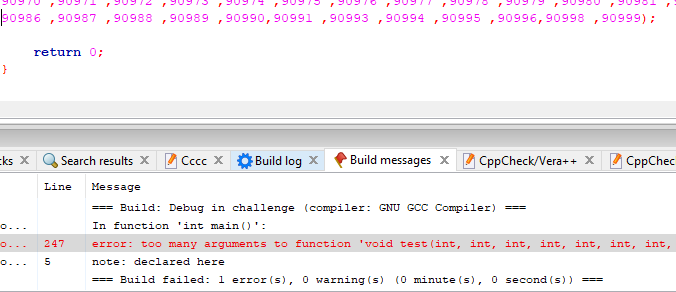 90970 ,90971 ,90972 ,90973 ,90974 ,90975 ,90976 ,90977 ,90978 ,90979 ,90980 ,90981 ,9
90986 ,90987 ,90988 ,90989 ,90990,90991 ,90993 ,90994 ,90995 ,90996,90998 ,90999);
return 0;
}
cks Search results Cccc Build log Build messages CppCheck/Vera++ CppChec
Line Message
=== Build: Debug in challenge (compiler: GNU GCC Compiler) ===
o... In function 'int main()':
o... 247 error: too many arguments to function 'void test(int, int, int, int, int, int, int,
o... 5 note: declared here
=== Build failed: 1 error(s), 0 warning(s) (0 minute(s), 0 second(s)) ===